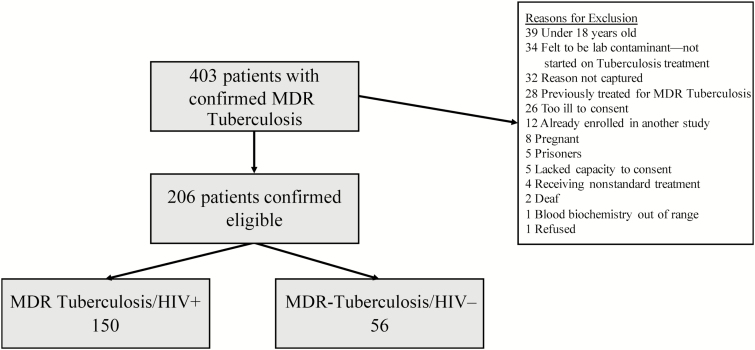 403 patients with
confirmed MDR
Tuberculosis
Reasons for Exclusion
39 Under 18 years old
34 Felt to be lab contaminant—not
started on Tuberculosis treatment
32 Reason not captured
28 Previously treated for MDR Tuberculosis
26 Too ill to consent
12 Already enrolled in another study
8 Pregnant
5 Prisoners
5 Lacked capacity to consent
4 Receiving nonstandard treatment
2 Deaf
1 Blood biochemistry out of range
1 Refused
206 patients confirmed
eligible
MDR Tuberculosis/HIV+
150
MDR-Tuberculosis/HIV–
56